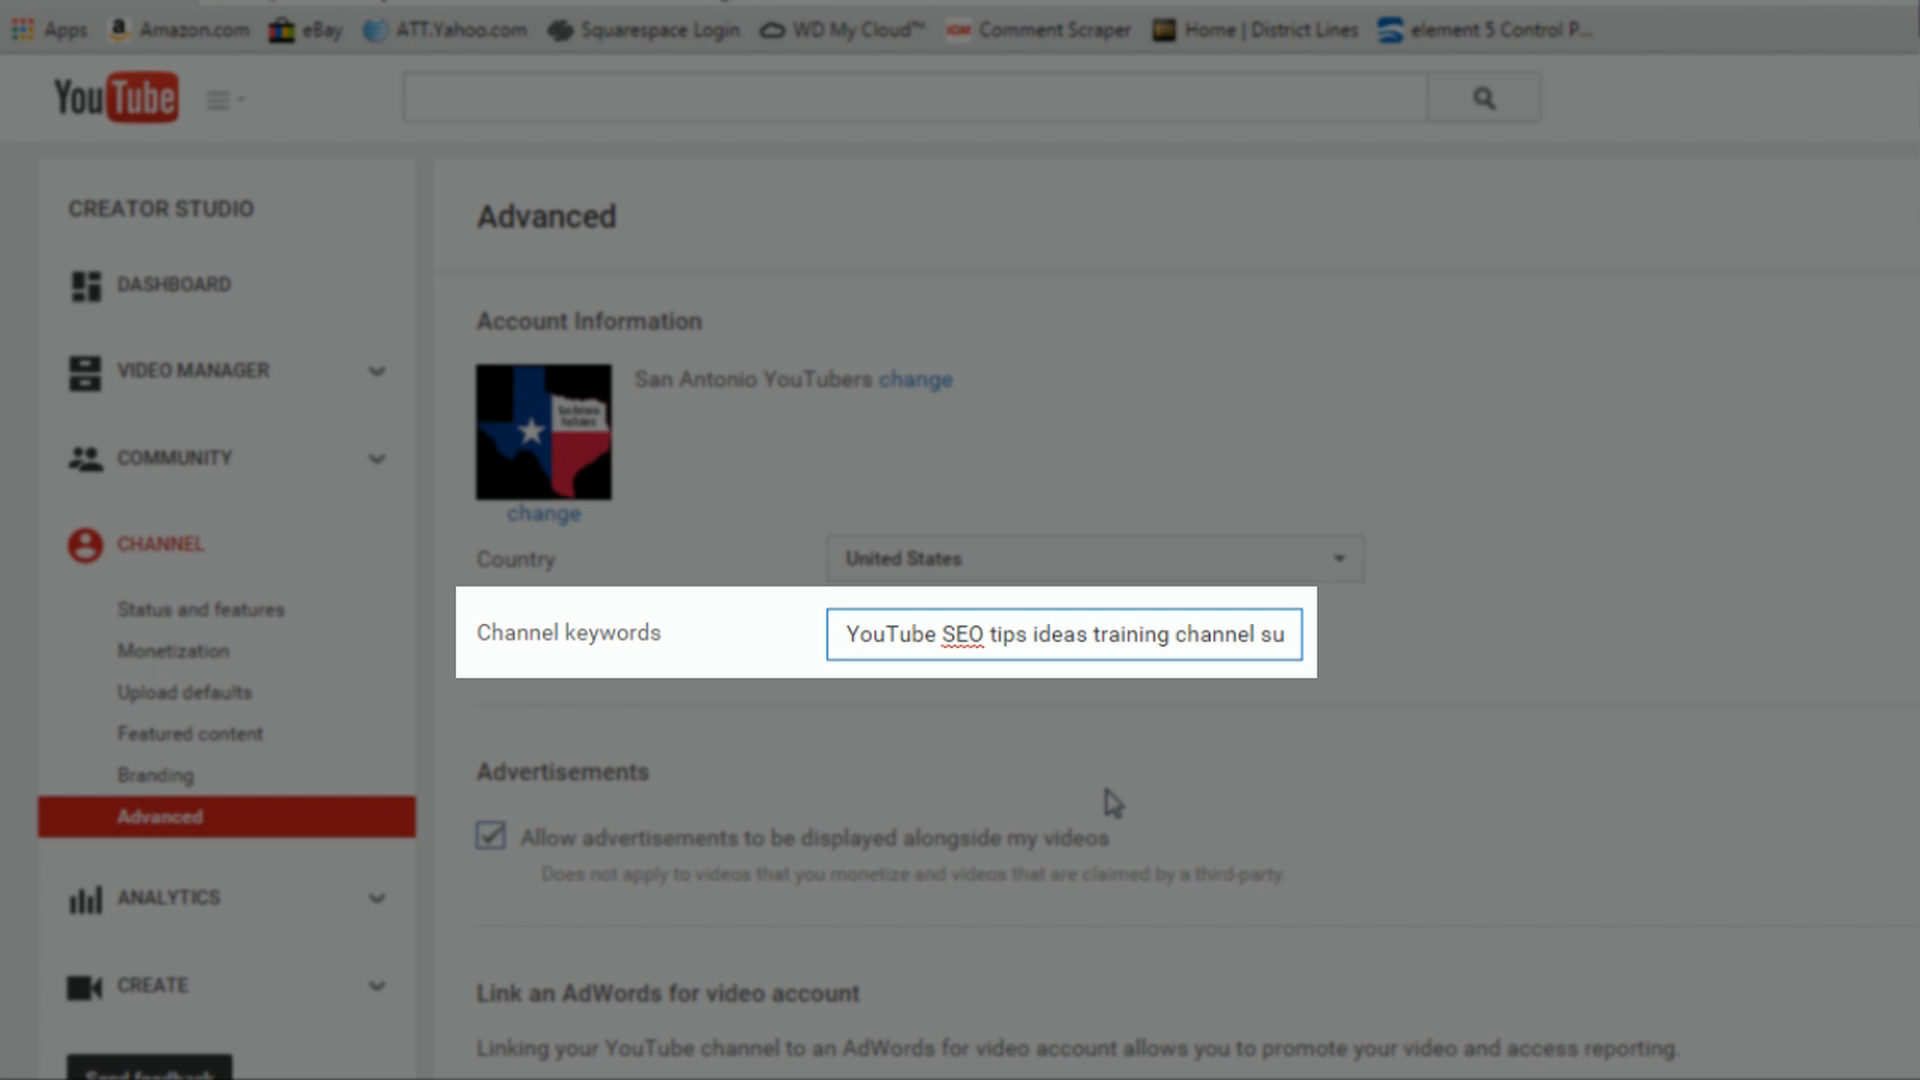 Apps Amazon.com eBay ATT.Yahoo.com Squarespace Login WD My Cloud™ Comment Scraper Home | District Lines element 5 Control P...
YouTube
CREATOR STUDIO
DASHBOARD
VIDEO MANAGER
COMMUNITY
CHANNEL
Status and features
Monetization
Upload defaults
Featured content
Branding
Advanced
ANALYTICS
CREATE
Send feedback
Advanced
Account Information
San Antonio YouTubers change
San Antonio
YouTubers
change
Country United States
Channel keywords YouTube SEO tips ideas training channel su
Advertisements
Allow advertisements to be displayed alongside my videos
Does not apply to videos that you monetize and videos that are claimed by a third-party.
Link an AdWords for video account
Linking your YouTube channel to an AdWords for video account allows you to promote your video and access reporting.